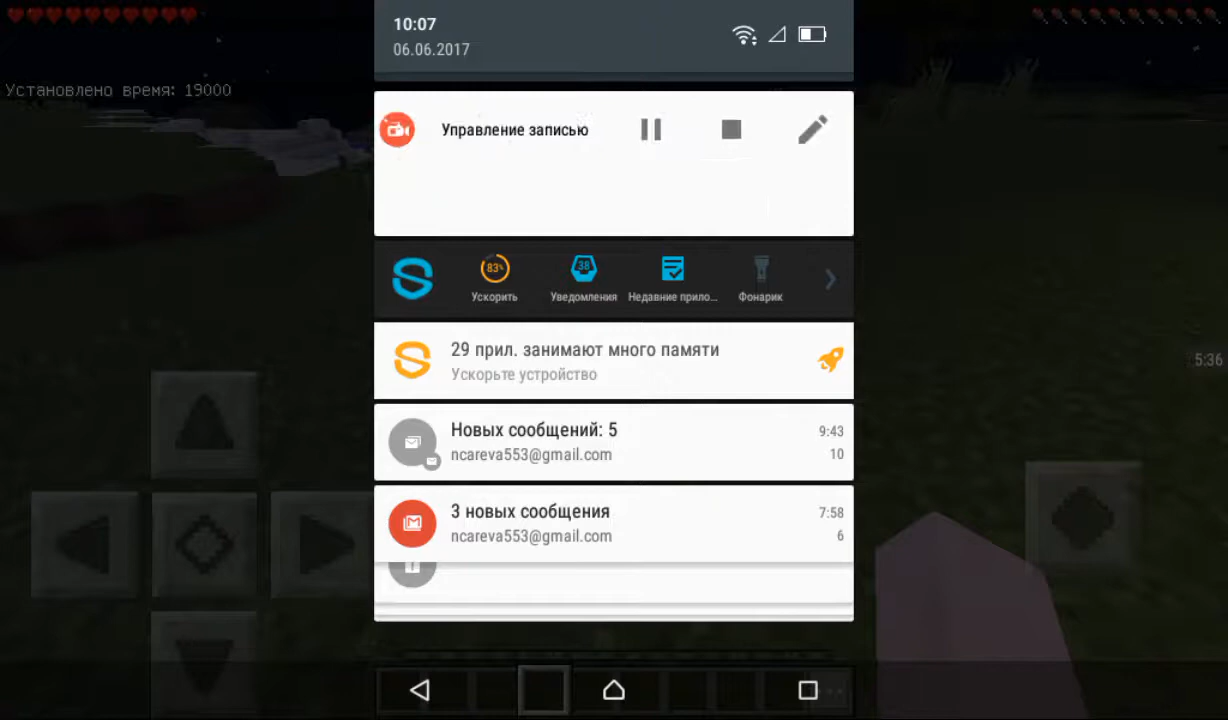 10:07
06.06.2017
Установлено время: 19000
Управление записью
83%
38
Ускорить
Уведомления
Недавние прило...
Фонарик
29 прил. занимают много памяти
Ускорьте устройство
5:36
Новых сообщений: 5
9:43
ncareva553@gmail.com
10
3 новых сообщения
7:58
ncareva553@gmail.com
6